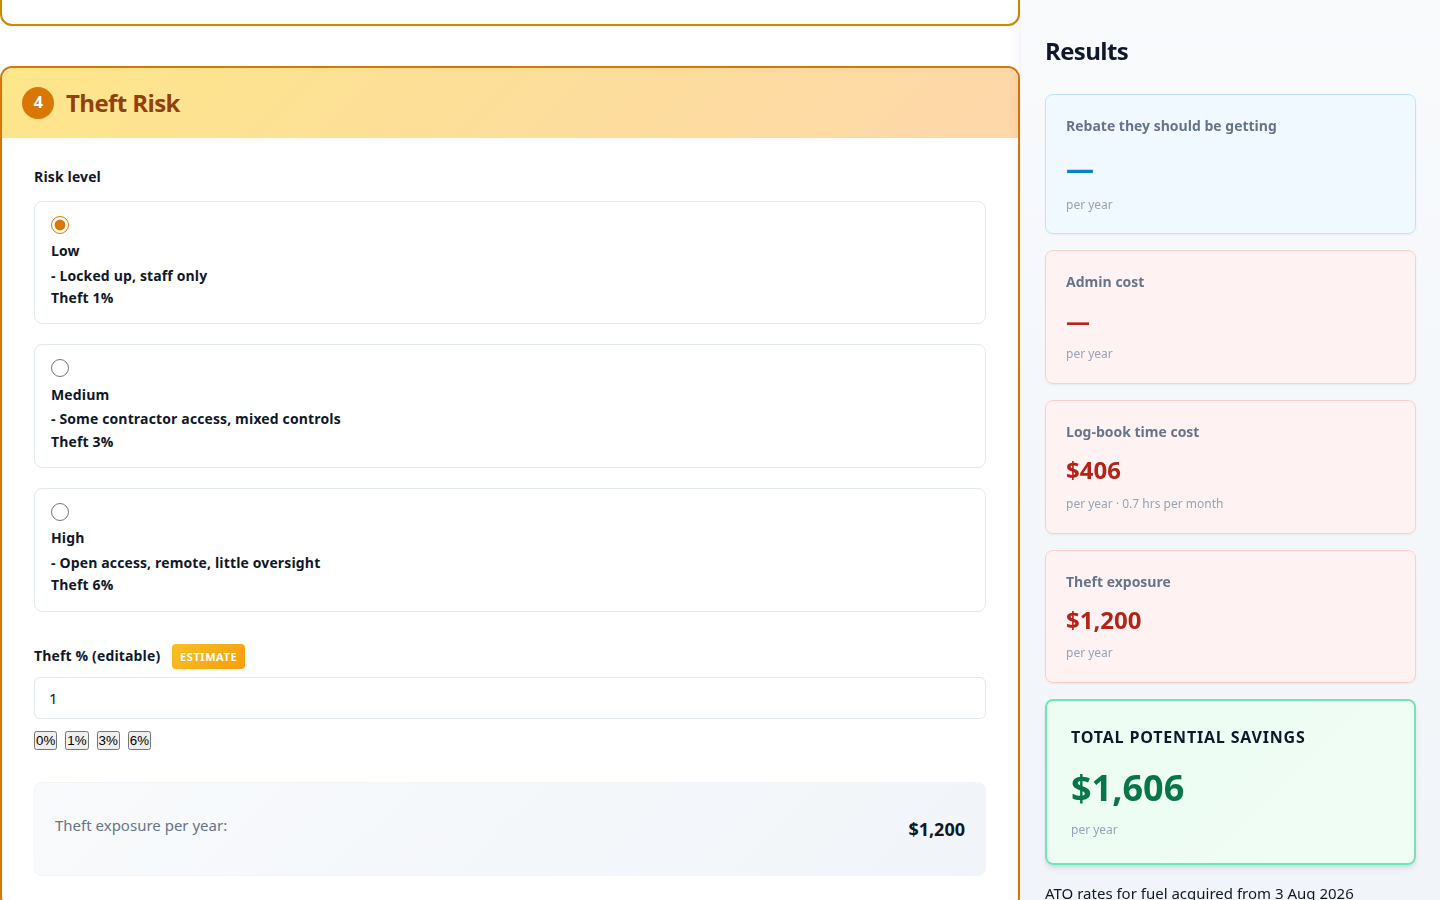 4
Theft Risk
Risk level
Low
- Locked up, staff only
Theft 1%
Medium
- Some contractor access, mixed controls
Theft 3%
High
- Open access, remote, little oversight
Theft 6%
Theft % (editable) ESTIMATE
1
0% 1% 3% 6%
Theft exposure per year: $1,200
Results
Rebate they should be getting
—
per year
Admin cost
—
per year
Log-book time cost
$406
per year · 0.7 hrs per month
Theft exposure
$1,200
per year
TOTAL POTENTIAL SAVINGS
$1,606
per year
ATO rates for fuel acquired from 3 Aug 2026